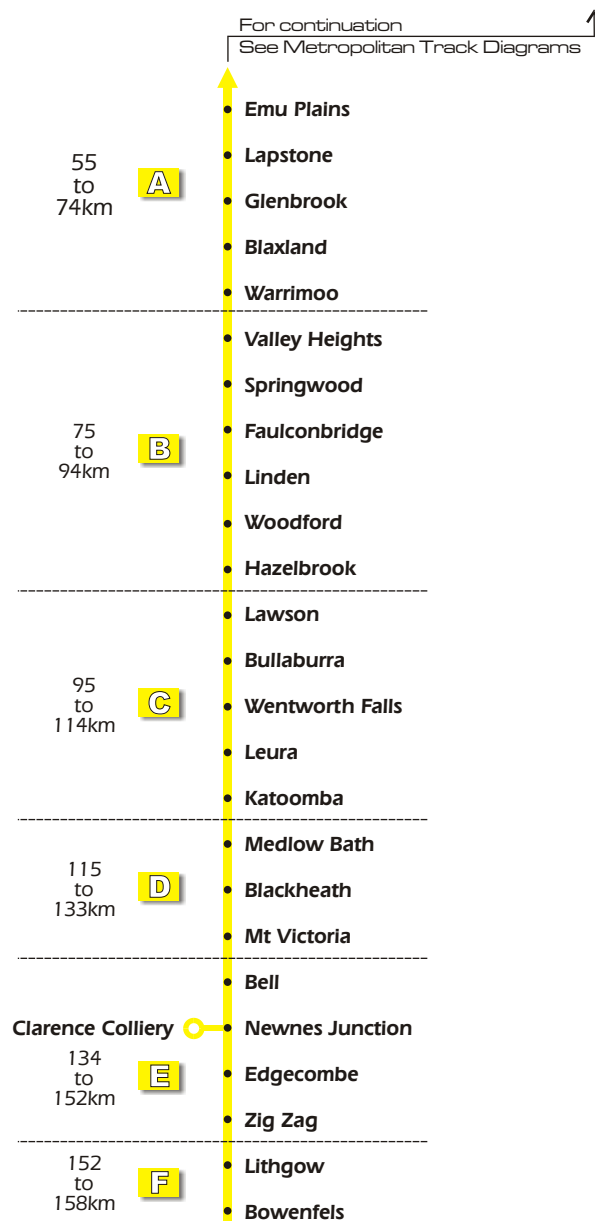 For continuation
See Metropolitan Track Diagrams
55
to
74km
A
Emu Plains
Lapstone
Glenbrook
Blaxland
Warrimoo
75
to
94km
B
Valley Heights
Springwood
Faulconbridge
Linden
Woodford
Hazelbrook
95
to
114km
C
Lawson
Bullaburra
Wentworth Falls
Leura
Katoomba
115
to
133km
D
Medlow Bath
Blackheath
Mt Victoria
Bell
Clarence Colliery
Newnes Junction
134
to
152km
E
Edgecombe
Zig Zag
152
to
158km
F
Lithgow
Bowenfels